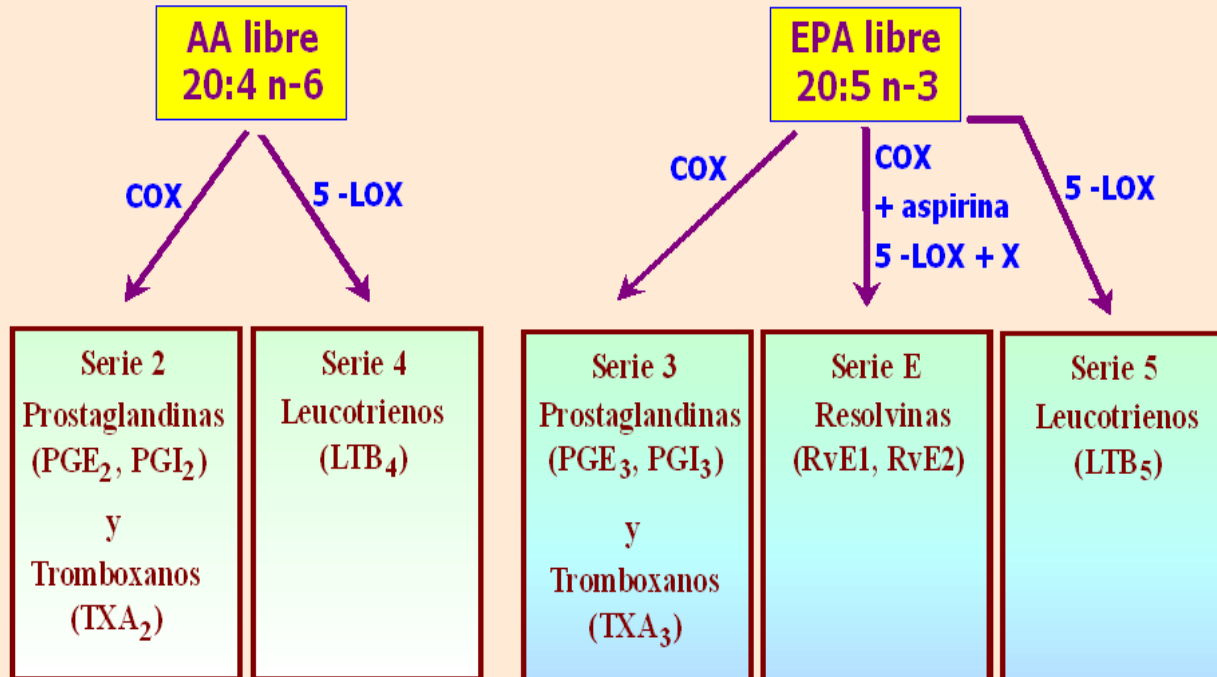 AA libre
20:4 n-6
EPA libre
20:5 n-3
COX
5 -LOX
COX
COX
+ aspirina
5 -LOX + X
5 -LOX
Serie 2
Prostaglandinas
(PGE2, PGI2)
y
Tromboxanos
(TXA2)
Serie 4
Leucotrienos
(LTB4)
Serie 3
Prostaglandinas
(PGE3, PGI3)
y
Tromboxanos
(TXA3)
Serie E
Resolvinas
(RvE1, RvE2)
Serie 5
Leucotrienos
(LTB5)